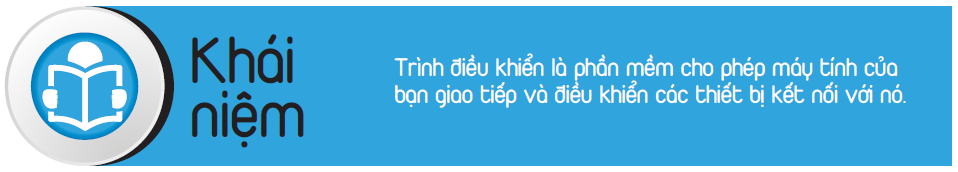 Khái
niệm
Trình điều khiển là phần mềm cho phép máy tính của
bạn giao tiếp và điều khiển các thiết bị kết nối với nó.